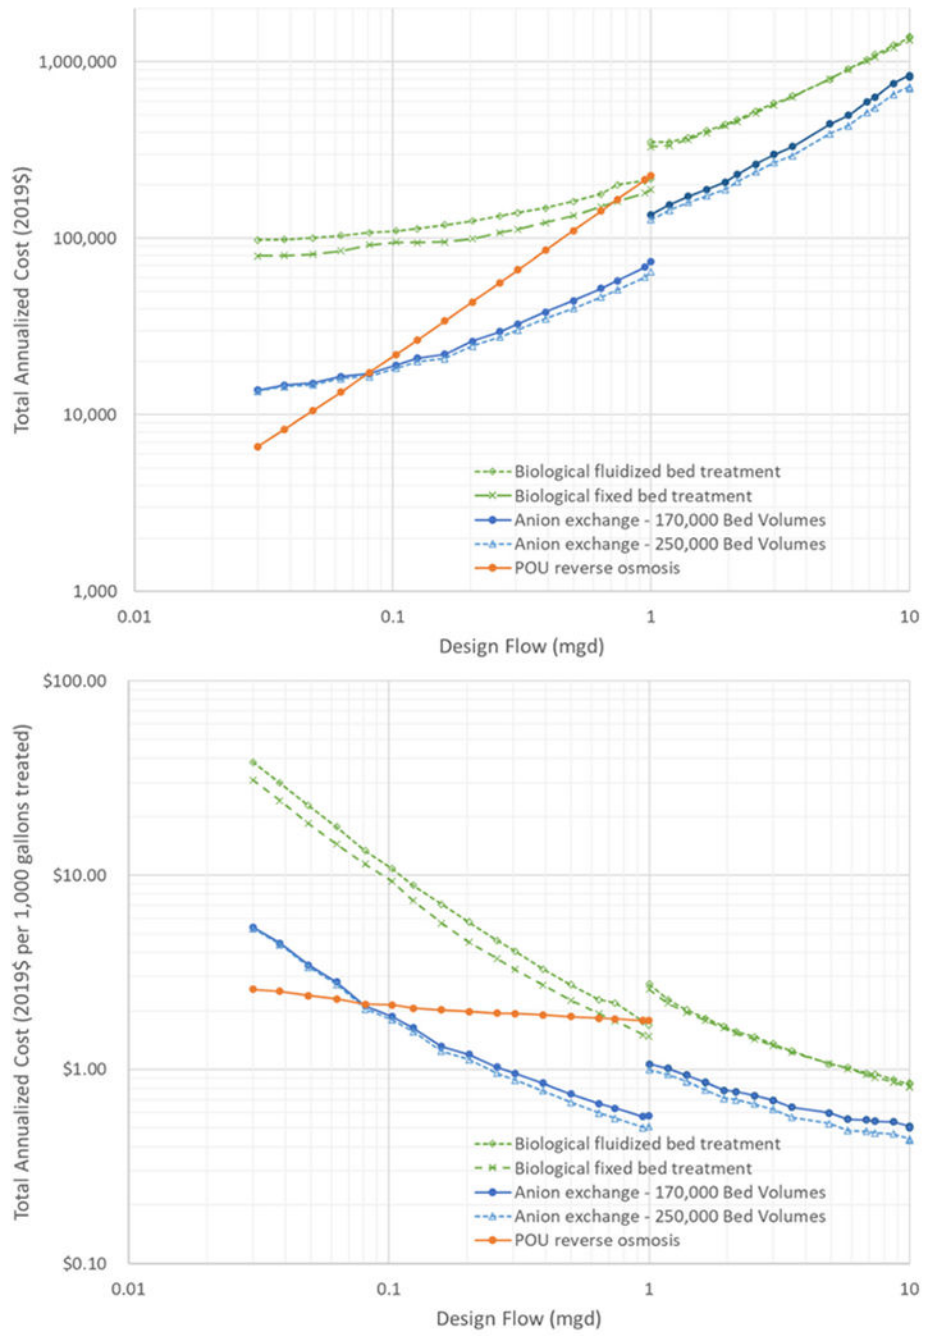 Total Annualized Cost (2019$)
1,000,000
100,000
10,000
1,000
Biological fluidized bed treatment
Biological fixed bed treatment
Anion exchange - 170,000 Bed Volumes
Anion exchange - 250,000 Bed Volumes
POU reverse osmosis
0.01 0.1 1 10
Design Flow (mgd)
Total Annualized Cost (2019$ per 1,000 gallons treated)
$100.00
$10.00
$1.00
$0.10
Biological fluidized bed treatment
Biological fixed bed treatment
Anion exchange - 170,000 Bed Volumes
Anion exchange - 250,000 Bed Volumes
POU reverse osmosis
0.01 0.1 1 10
Design Flow (mgd)